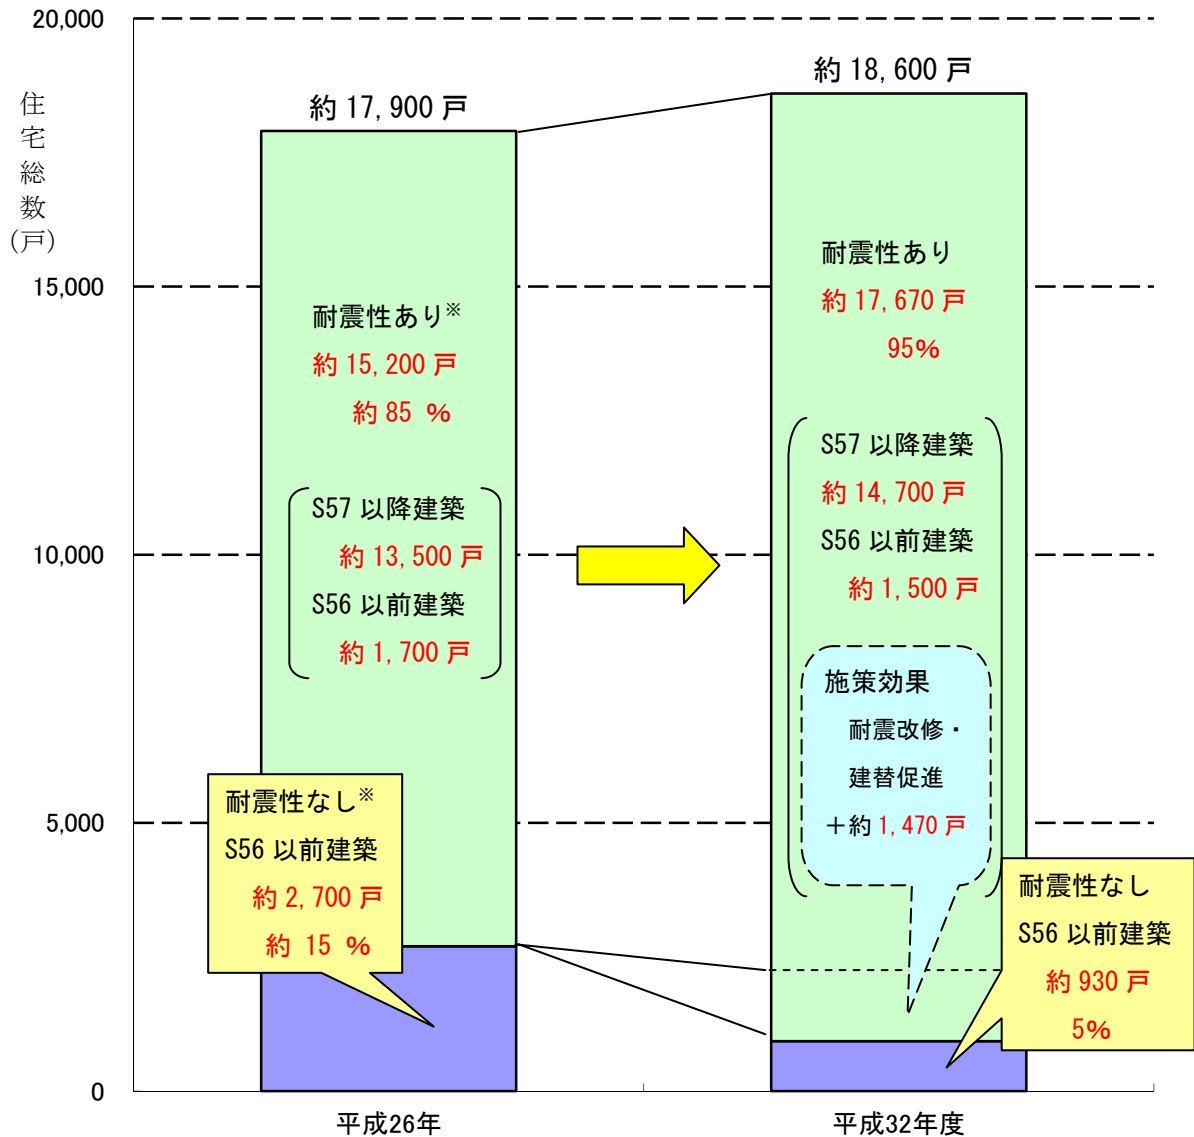 20,000
15,000
10,000
5,000
0
住
宅
総
数
(戸)
約 17,900 戸
耐震性あり※
約 15,200 戸
約 85 %
S57 以降建築
約 13,500 戸
S56 以前建築
約 1,700 戸
耐震性なし※
S56 以前建築
約 2,700 戸
約 15 %
平成26年
約 18,600 戸
耐震性あり
約 17,670 戸
95%
S57 以降建築
約 14,700 戸
S56 以前建築
約 1,500 戸
施策効果
耐震改修・
建替促進
+約 1,470 戸
耐震性なし
S56 以前建築
約 930 戸
5%
平成32年度